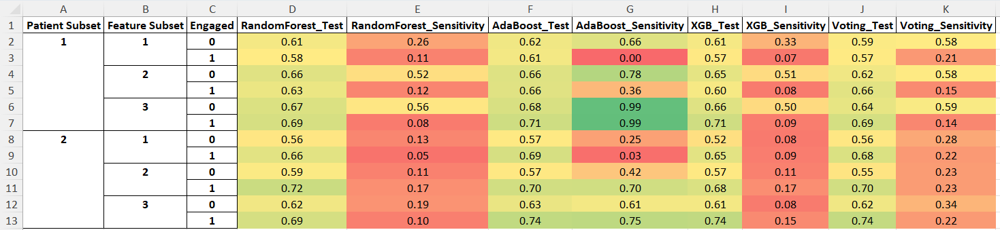 A B C D E F G H I J K
1 Patient Subset Feature Subset Engaged RandomForest_Test RandomForest_Sensitivity AdaBoost_Test AdaBoost_Sensitivity XGB_Test XGB_Sensitivity Voting_Test Voting_Sensitivity
2 1 1 0 0.61 0.26 0.62 0.66 0.61 0.33 0.59 0.58
3 1 0.58 0.11 0.61 0.00 0.57 0.07 0.57 0.21
4 2 0 0.66 0.52 0.66 0.78 0.65 0.51 0.62 0.58
5 1 0.63 0.12 0.66 0.36 0.60 0.08 0.66 0.15
6 3 0 0.67 0.56 0.68 0.99 0.66 0.50 0.64 0.59
7 1 0.69 0.08 0.71 0.99 0.71 0.09 0.69 0.14
8 2 1 0 0.56 0.13 0.57 0.25 0.52 0.08 0.56 0.28
9 1 0.66 0.05 0.69 0.03 0.65 0.09 0.68 0.22
10 2 0 0.59 0.11 0.57 0.42 0.57 0.11 0.55 0.23
11 1 0.72 0.17 0.70 0.70 0.68 0.17 0.70 0.23
12 3 0 0.62 0.19 0.63 0.61 0.61 0.08 0.62 0.34
13 1 0.69 0.10 0.74 0.75 0.74 0.15 0.74 0.22